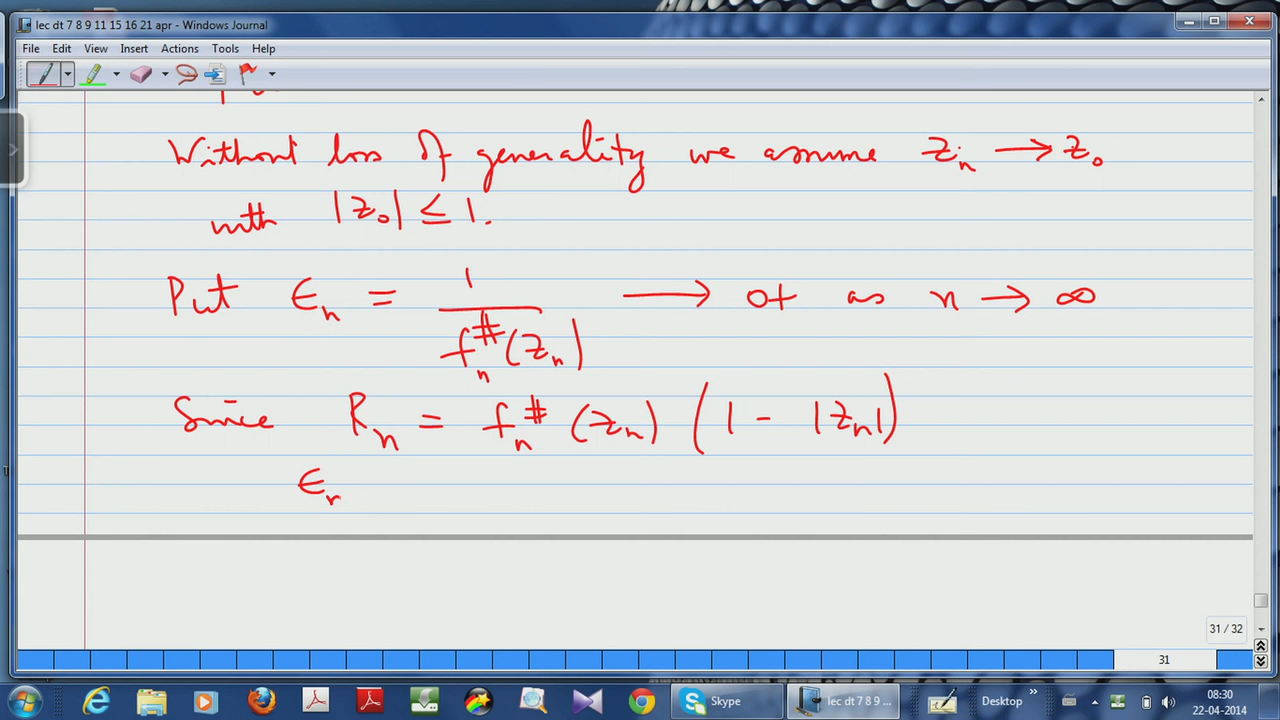 lec dt 7 8 9 11 15 16 21 apr - Windows Journal
File Edit View Insert Actions Tools Help
Without loss of generality we assume zₙ → z₀
with |z₀| ≤ 1.
Put ϵₙ = 1 / fₙ^#(zₙ) → 0+ as n → ∞
Since Rₙ = fₙ^#(zₙ) (1 - |zₙ|)
ϵₙ
31 / 32
31
Skype
lec dt 7 8 9 ...
Desktop
08:30
22-04-2014